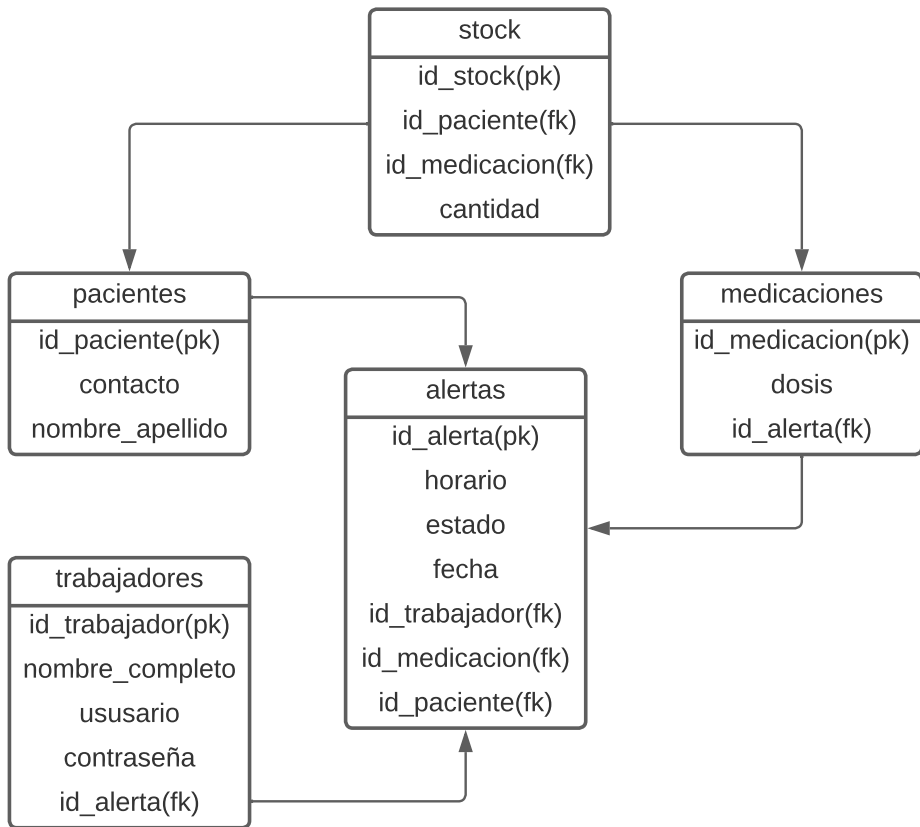 stock
id_stock(pk)
id_paciente(fk)
id_medicacion(fk)
cantidad
pacientes
id_paciente(pk)
contacto
nombre_apellido
medicaciones
id_medicacion(pk)
dosis
id_alerta(fk)
alertas
id_alerta(pk)
horario
estado
fecha
id_trabajador(fk)
id_medicacion(fk)
id_paciente(fk)
trabajadores
id_trabajador(pk)
nombre_completo
ususario
contraseña
id_alerta(fk)